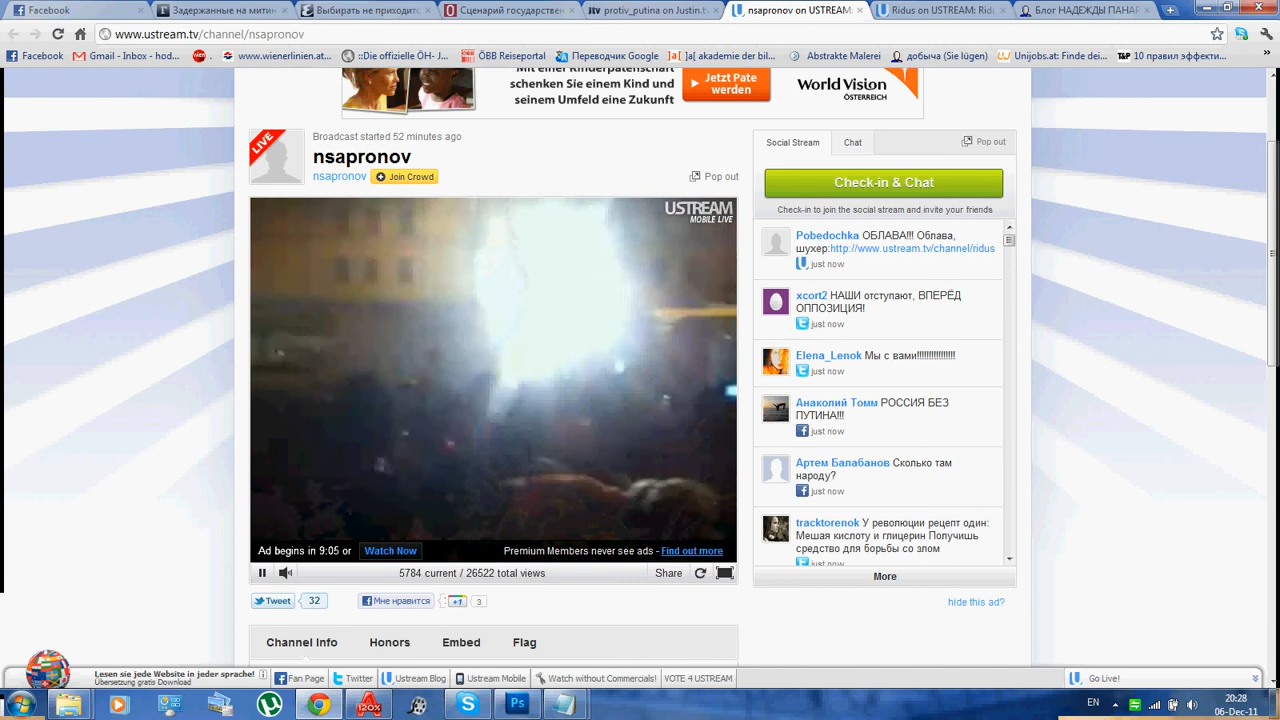 Facebook
Задержанные на митин
Выбирать не приходитс
Сценарий государствен
protiv_putina on Justin.t
nsapronov on USTREAM:
Ridus on USTREAM: Rid
Блог НАДЕЖДЫ ПАНАР
www.ustream.tv/channel/nsapronov
Facebook
Gmail - Inbox - hod...
www.wienerlinien.at...
::Die offizielle ÖH- J...
ÖBB Reiseportal
Переводчик Google
]a[ akademie der bil...
Abstrakte Malerei
добыча (Sie lügen)
Unijobs.at: Finde de...
10 правил эффекти...
Mit einer Kinderpatenschaft
schenken Sie einem Kind und
seinem Umfeld eine Zukunft
Jetzt Pate
werden
World Vision
ÖSTERREICH
LIVE
Broadcast started 52 minutes ago
nsapronov
nsapronov
Join Crowd
Pop out
USTREAM
MOBILE LIVE
Ad begins in 9:05 or
Watch Now
Premium Members never see ads - Find out more
5784 current / 26522 total views
Share
Tweet
32
Мне нравится
+1
3
Channel Info
Honors
Embed
Flag
Social Stream
Chat
Pop out
Check-in & Chat
Check-in to join the social stream and invite your friends
Pobedochka ОБЛАВА!!! Облава,
шухер:http://www.ustream.tv/channel/ridus
just now
xcort2 НАШИ отступают, ВПЕРЁД
ОППОЗИЦИЯ!
just now
Elena_Lenok Мы с вами!!!!!!!!!!!!!!!!
just now
Анаколий Томм РОССИЯ БЕЗ
ПУТИНА!!!
just now
Артем Балабанов Сколько там
народу?
just now
tracktorenok У революции рецепт один:
Мешая кислоту и глицерин Получишь
средство для борьбы со злом
just now
More
hide this ad?
Lesen sie jede Website in jeder sprache!
Übersetzung gratis Download
Fan Page
Twitter
Ustream Blog
Ustream Mobile
Watch without Commercials!
VOTE 4 USTREAM
Go Live!
EN
20:28
06-Dec-11